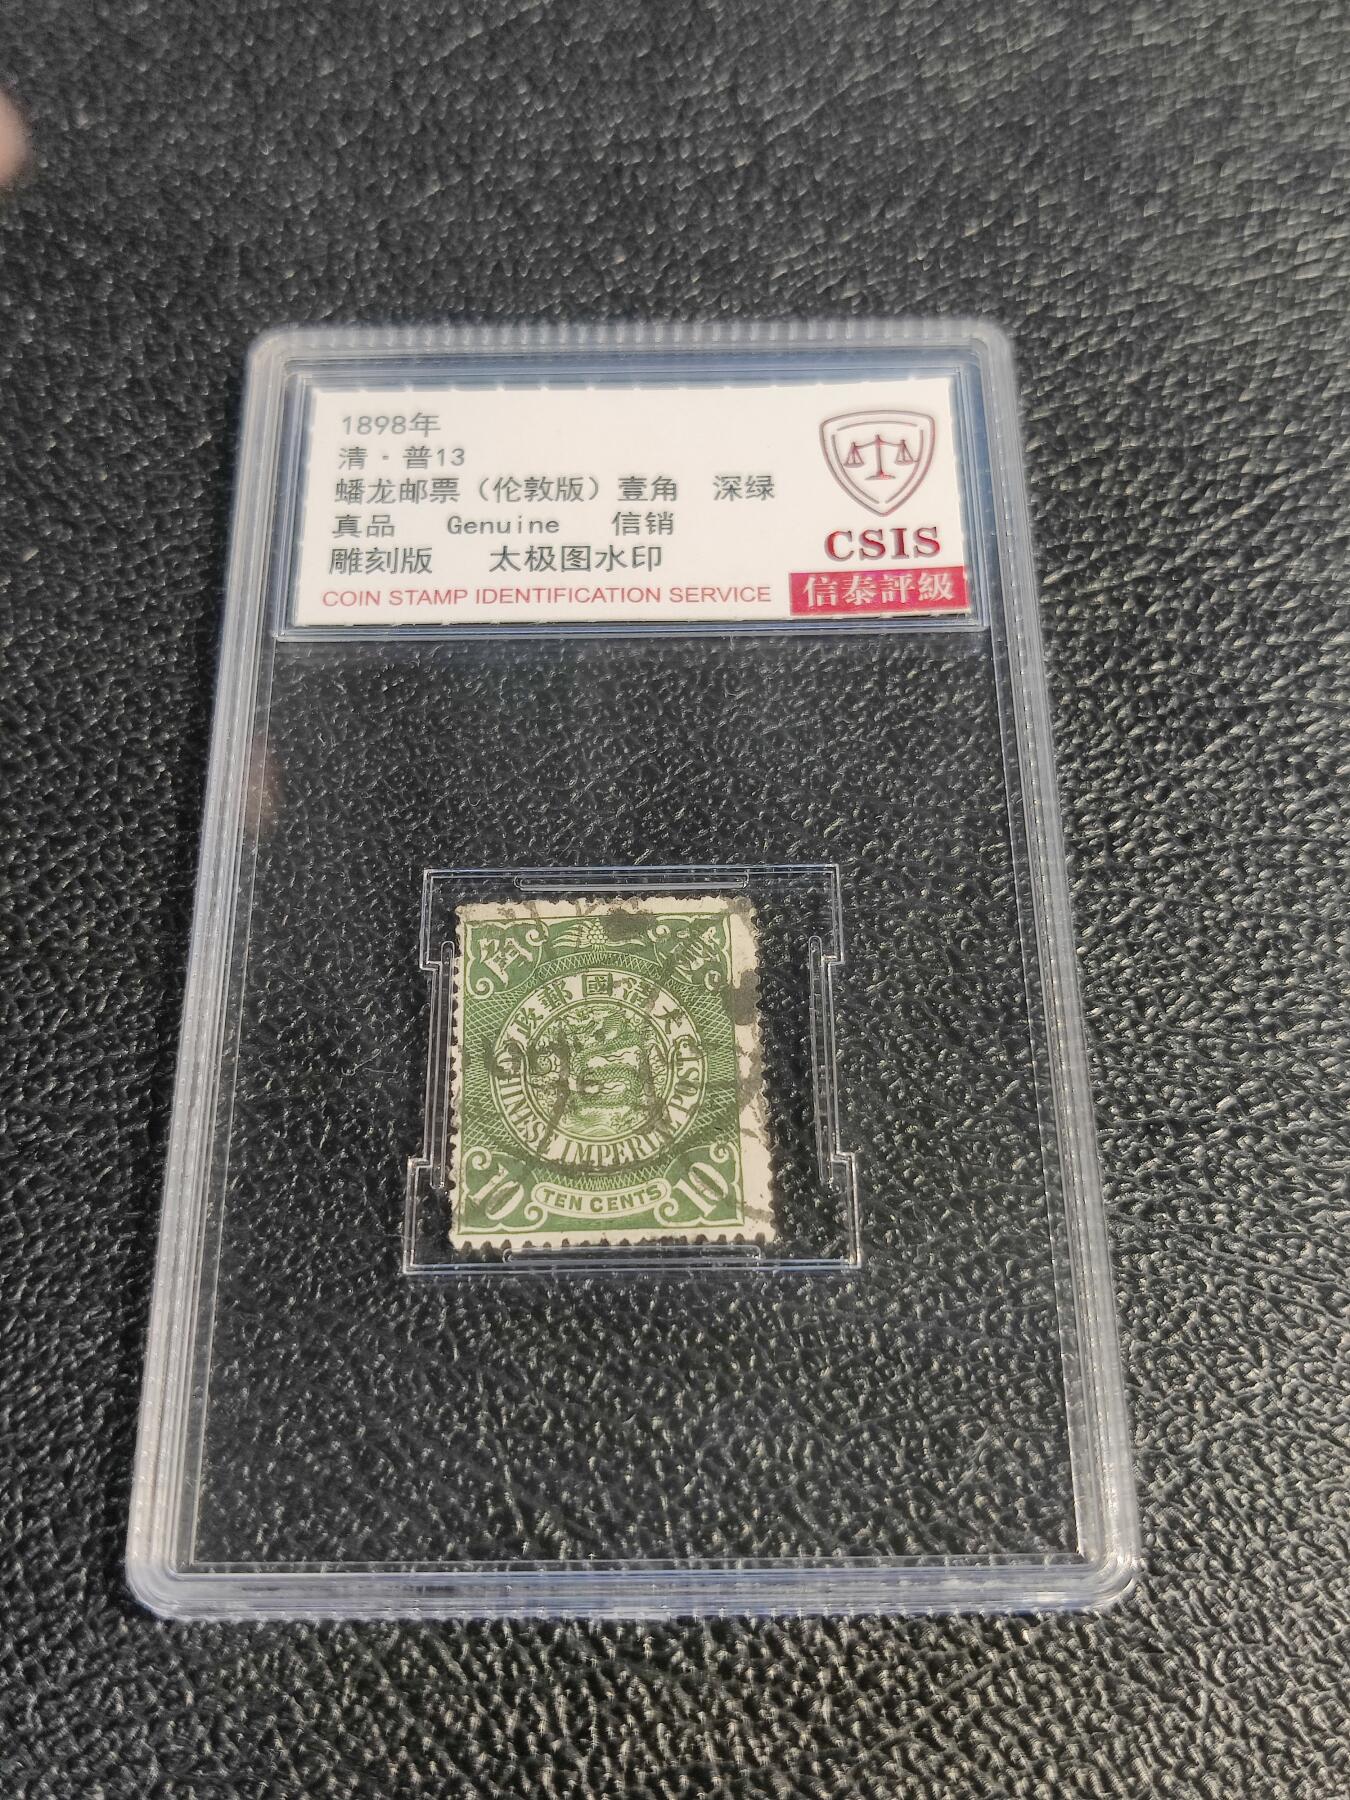 1898年
清·普13
蟠龙邮票（伦敦版）壹角 深绿
真品 Genuine 信销
雕刻版 太极图水印
COIN STAMP IDENTIFICATION SERVICE
CSIS
信泰評級
角 壹
政郵國清大
CHINESE IMPERIAL POST
10 TEN CENTS 10